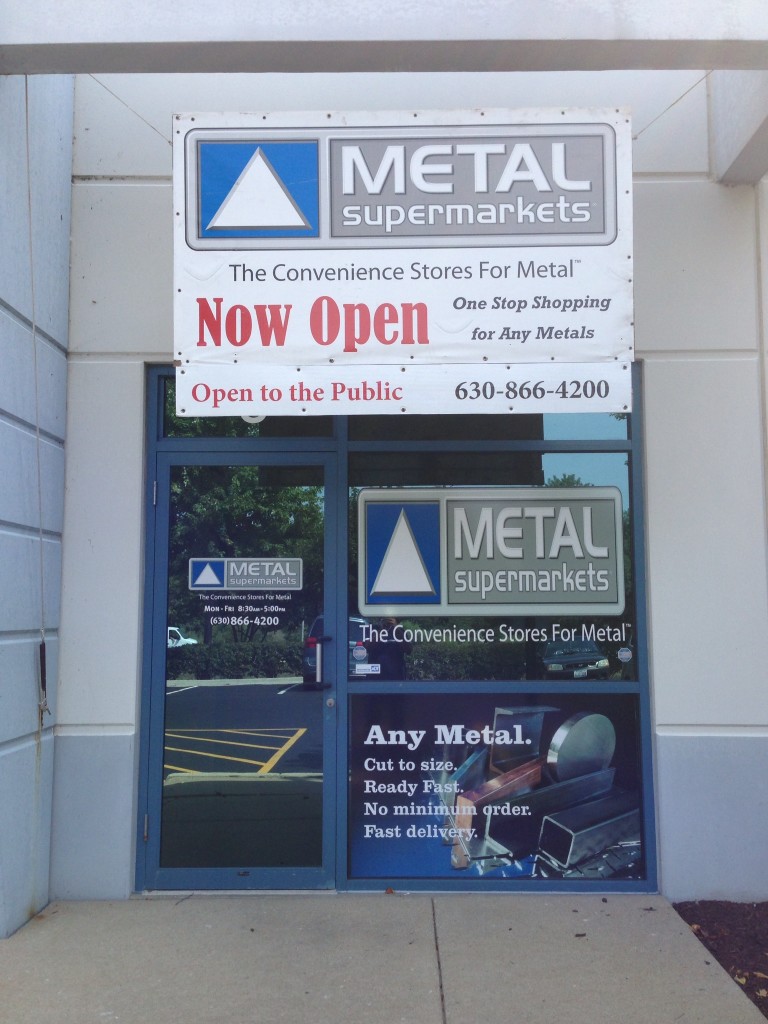 METAL
supermarkets
The Convenience Stores For Metal™
Now Open
One Stop Shopping
for Any Metals
Open to the Public
630-866-4200
METAL
supermarkets
The Convenience Stores For Metal
Mon - Fri 8:30am - 5:00pm
(630) 866-4200
METAL
supermarkets
The Convenience Stores For Metal™
Any Metal.
Cut to size.
Ready Fast.
No minimum order.
Fast delivery.